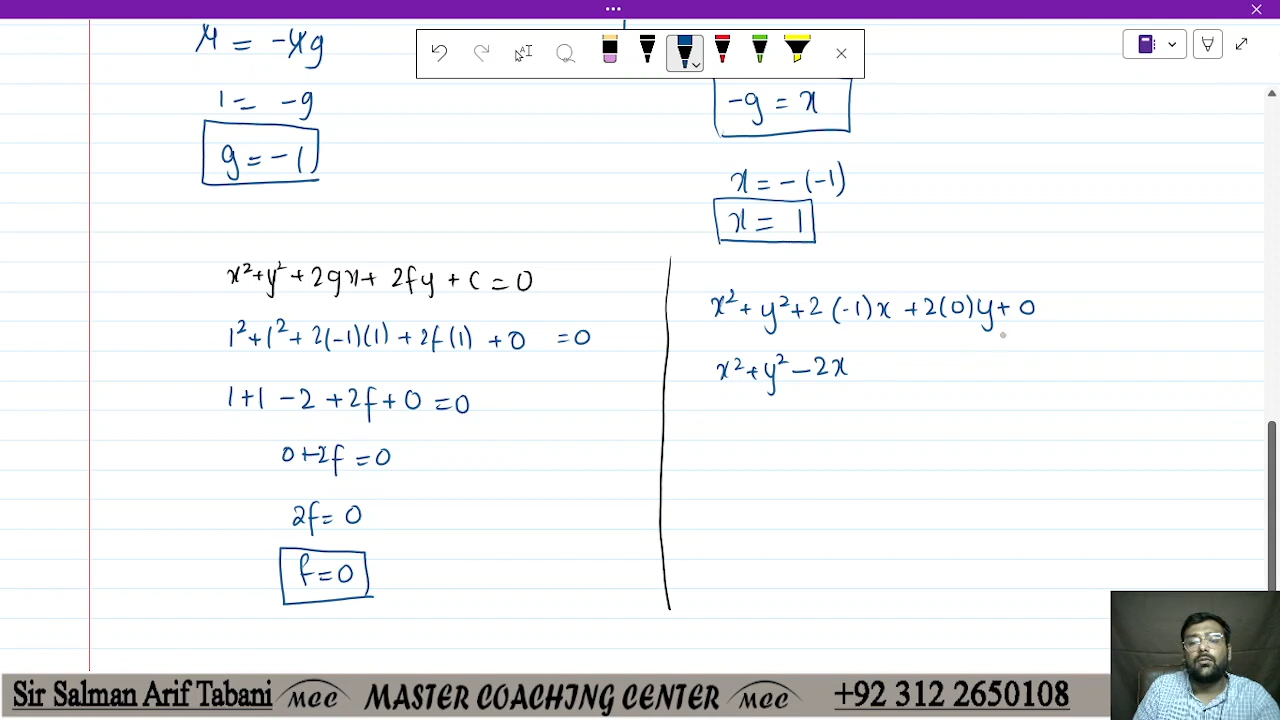 4 = -4g
1 = -g
g = -1
-g = x
x = -(-1)
x = 1
x²+y²+2gx+2fy+c=0
1²+1²+2(-1)(1)+2f(1)+0 =0
1+1-2+2f+0=0
0+2f=0
2f=0
f=0
x²+y²+2(-1)x+2(0)y+0
x²+y²-2x
Sir Salman Arif Tabani MCC MASTER COACHING CENTER MCC +92 312 2650108